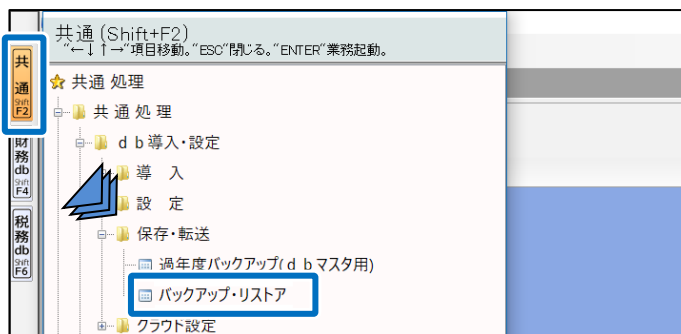 共通 (Shift+F2)
“←↓↑→”項目移動。“ESC”閉じる。“ENTER”業務起動。
共通
Shift
F2
財務db
Shift
F4
税務db
Shift
F6
共通 処理
共 通 処 理
ｄｂ導入・設定
導　入
設　定
保存・転送
過年度バックアップ(ｄｂマスタ用)
バックアップ・リストア
クラウド設定